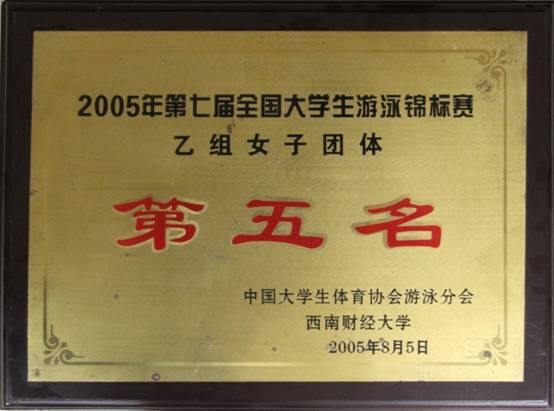 2005年第七届全国大学生游泳锦标赛
乙组女子团体
第五名
中国大学生体育协会游泳分会
西南财经大学
2005年8月5日